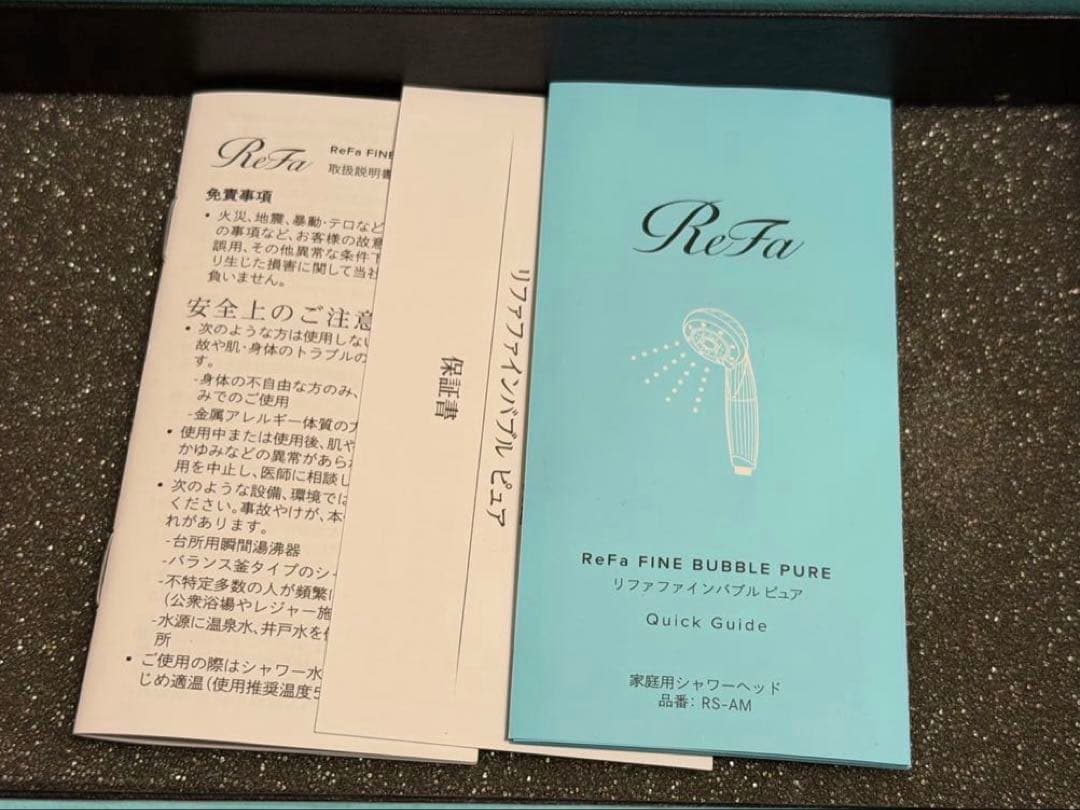 ReFa
ReFa FINE
取扱説明書
免責事項
• 火災、地震、暴動・テロなど
の事項など、お客様の故意
誤用、その他異常な条件下
り生じた損害に関して当社
負いません。
安全上のご注意
• 次のような方は使用しない
故や肌・身体のトラブルの
す。
-身体の不自由な方のみ、
みでのご使用
-金属アレルギー体質の方
• 使用中または使用後、肌や
かゆみなどの異常があら
用を中止し、医師に相談し
• 次のような設備、環境では
ください。事故やけが、本
れがあります。
-台所用瞬間湯沸器
-バランス釜タイプのシ
-不特定多数の人が頻繁に
(公衆浴場やレジャー施
-水源に温泉水、井戸水を
所
• ご使用の際はシャワー水
じめ適温(使用推奨温度
リファファインバブル ピュア
保証書
ReFa
ReFa FINE BUBBLE PURE
リファファインバブル ピュア
Quick Guide
家庭用シャワーヘッド
品番: RS-AM